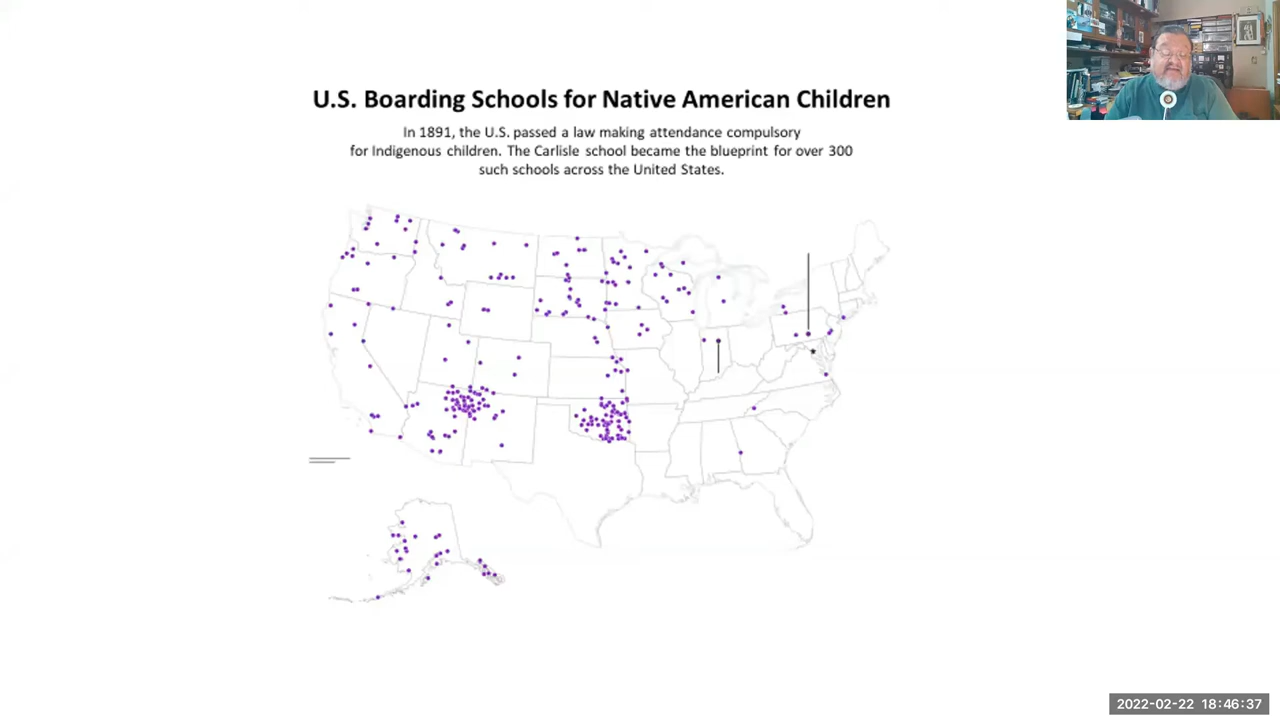 U.S. Boarding Schools for Native American Children
In 1891, the U.S. passed a law making attendance compulsory
for Indigenous children. The Carlisle school became the blueprint for over 300
such schools across the United States.
2022-02-22 18:46:37